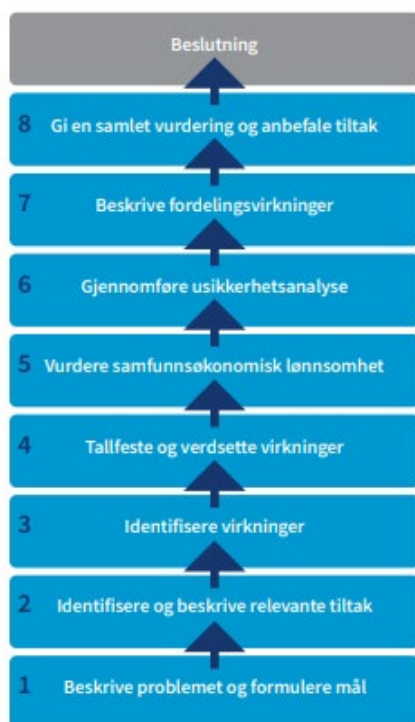 Beslutning
8 Gi en samlet vurdering og anbefale tiltak
7 Beskrive fordelingsvirkninger
6 Gjennomføre usikkerhetsanalyse
5 Vurdere samfunnsøkonomisk lønnsomhet
4 Tallfeste og verdsette virkninger
3 Identifisere virkninger
2 Identifisere og beskrive relevante tiltak
1 Beskrive problemet og formulere mål